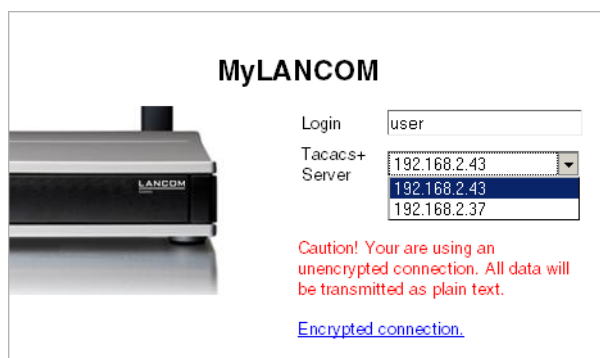 MyLANCOM
Login
user
Tacacs+
Server
192.168.2.43
192.168.2.43
192.168.2.37
LANCOM
Caution! Your are using an
unencrypted connection. All data will
be transmitted as plain text.
Encrypted connection.